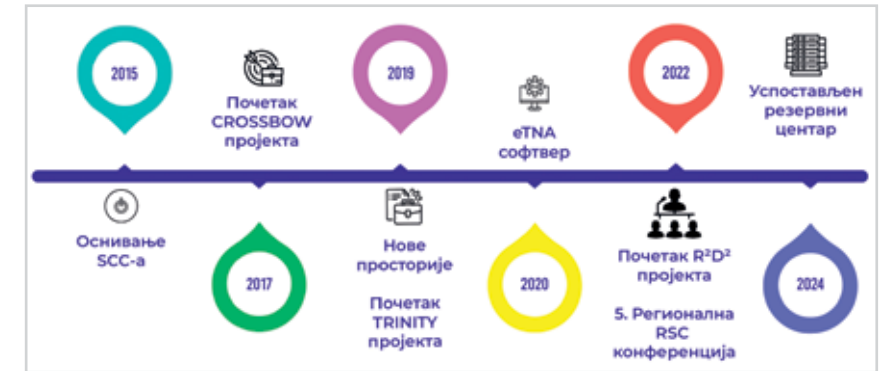 2015
Оснивање
SCC-а
Почетак
CROSSBOW
пројекта
2017
2019
Нове
просторије
Почетак
TRINITY
пројекта
eTNA
софтвер
2020
2022
Почетак R²D²
пројекта
5. Регионална
RSC
конференција
Успостављен
резервни
центар
2024